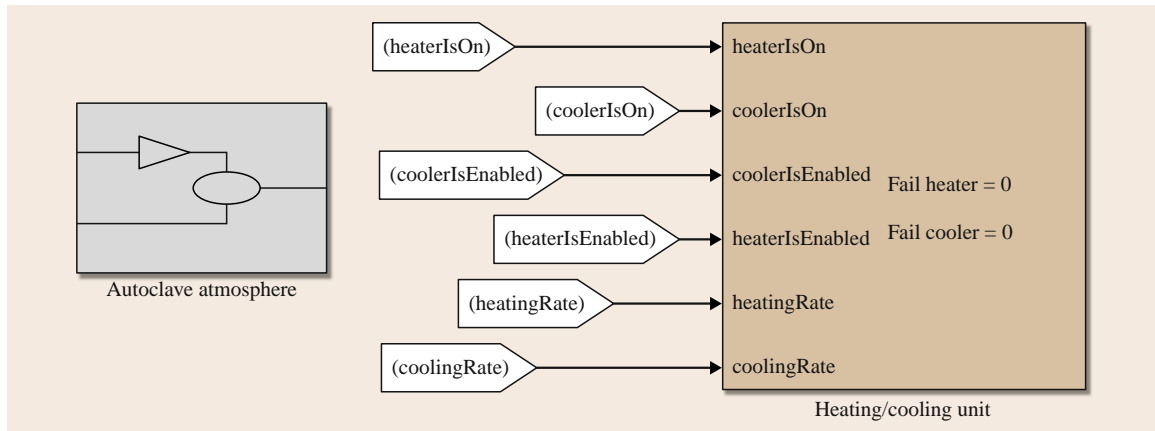 (heaterIsOn)
heaterIsOn
(coolerIsOn)
coolerIsOn
(coolerIsEnabled)
coolerIsEnabled
Fail heater = 0
(heaterIsEnabled)
heaterIsEnabled
Fail cooler = 0
Autoclave atmosphere
(heatingRate)
heatingRate
(coolingRate)
coolingRate
Heating/cooling unit